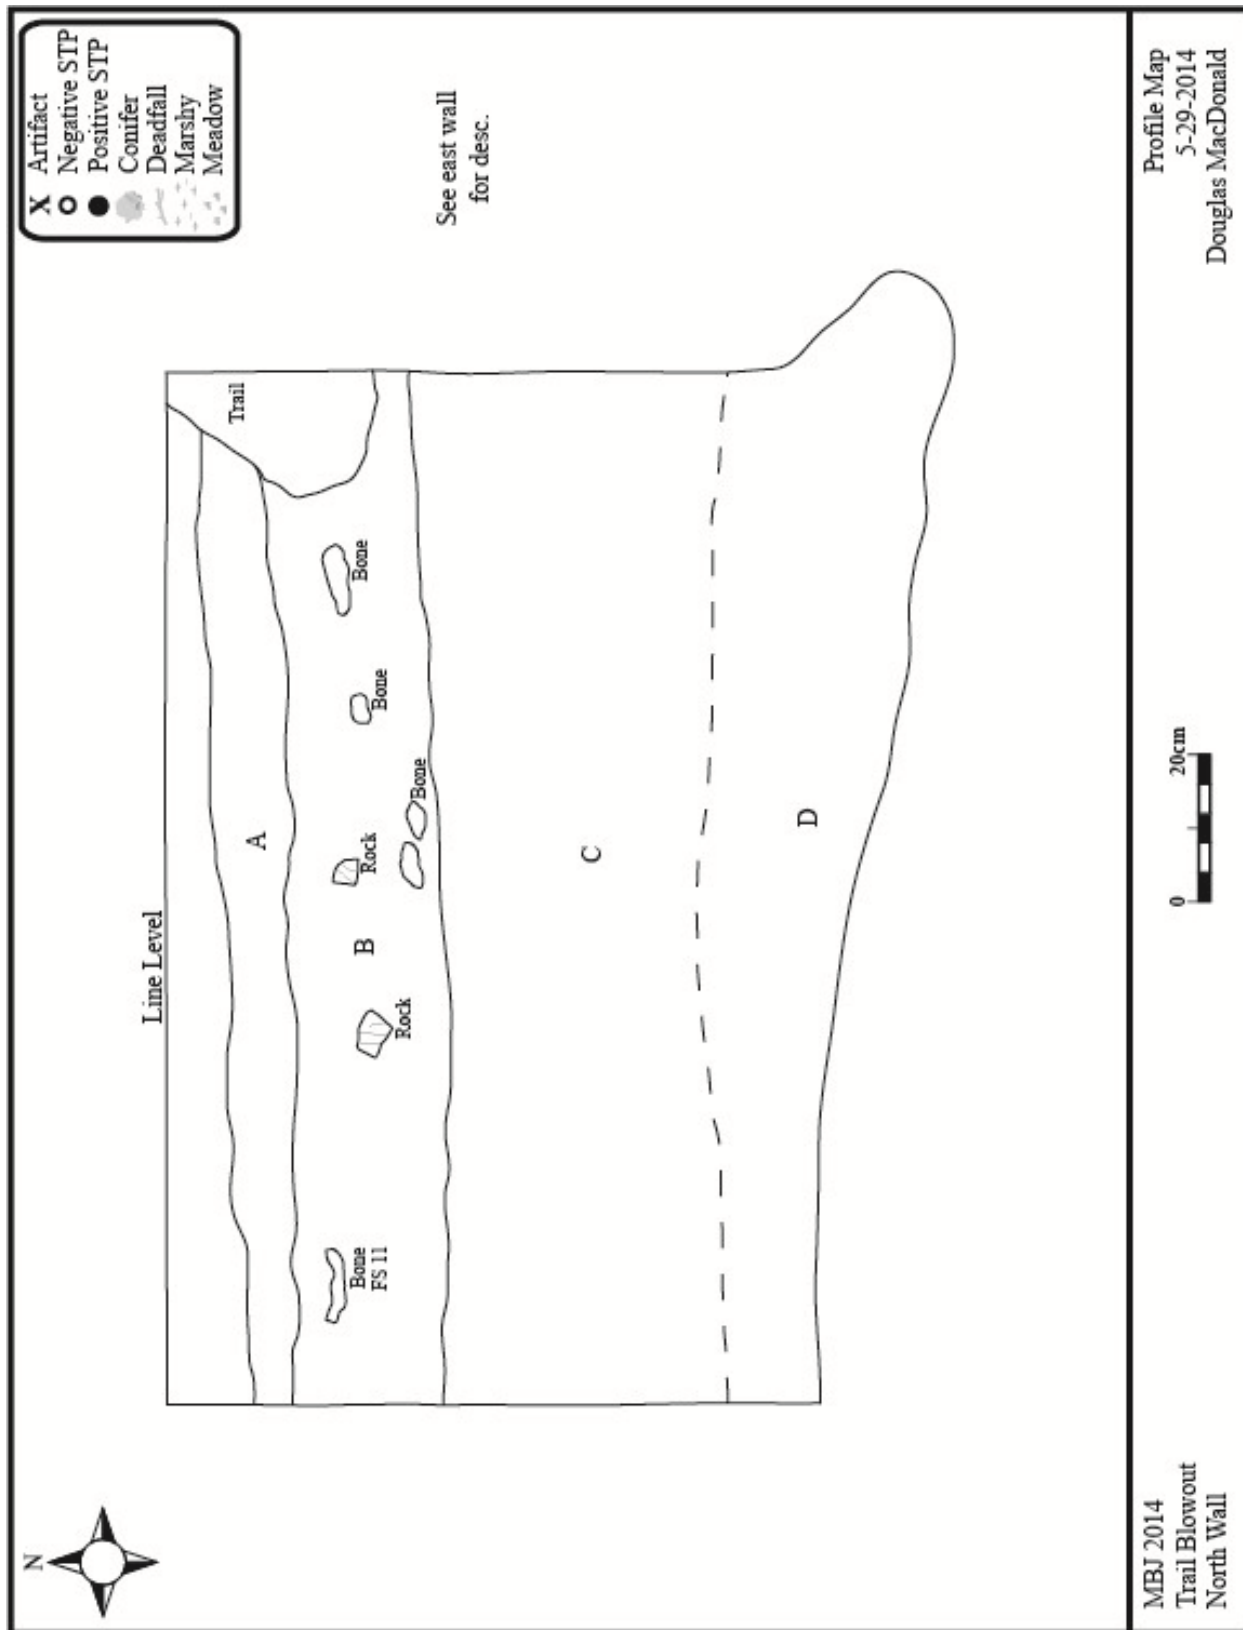 N
X Artifact
Negative STP
Positive STP
Conifer
Deadfall
Marshy
Meadow
Line Level
See east wall
for desc.
Trail
A
Bone
Bone
Rock
Bone
B
Rock
Bone
FS 11
C
D
0 20cm
MBJ 2014
Trail Blowout
North Wall
Profile Map
5-29-2014
Douglas MacDonald